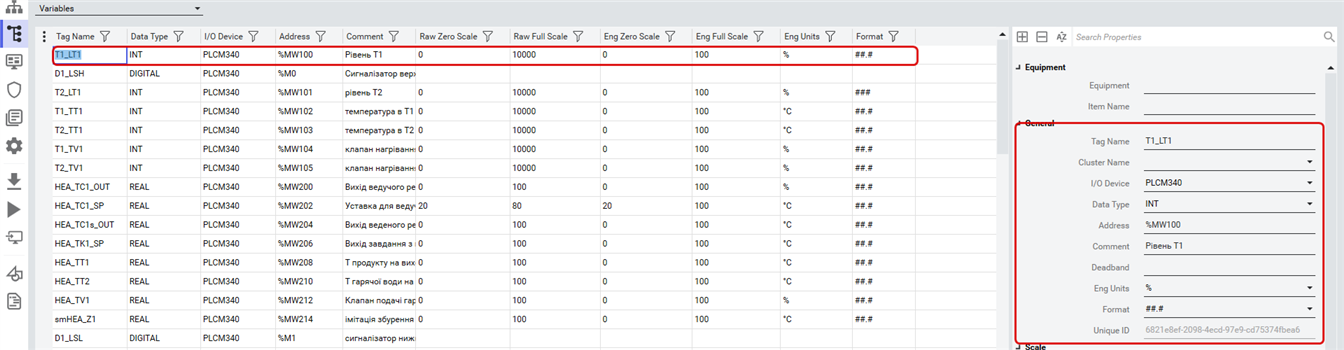 Variables
Tag Name Data Type I/O Device Address Comment Raw Zero Scale Raw Full Scale Eng Zero Scale Eng Full Scale Eng Units Format
T1_LT1 INT PLCM340 %MW100 Рівень Т1 0 10000 0 100 % ##.#
D1_LSH DIGITAL PLCM340 %M0 Сигналізатор верх
T2_LT1 INT PLCM340 %MW101 рівень Т2 0 10000 0 100 % ###
T1_TT1 INT PLCM340 %MW102 температура в Т1 0 10000 0 100 °C ##.#
T2_TT1 INT PLCM340 %MW103 температура в Т2 0 10000 0 100 °C ##.#
T1_TV1 INT PLCM340 %MW104 клапан нагріванн 0 10000 0 100 % ##.#
T2_TV1 INT PLCM340 %MW105 клапан нагріванн 0 10000 0 100 % ##.#
HEA_TC1_OUT REAL PLCM340 %MW200 Вихід ведучого ре 0 100 0 100 % ##.#
HEA_TC1_SP REAL PLCM340 %MW202 Уставка для веду 20 80 20 100 °C ##.#
HEA_TC1s_OUT REAL PLCM340 %MW204 Вихід веденого ре 0 100 0 100 °C ##.#
HEA_TK1_SP REAL PLCM340 %MW206 Вихід завдання з 0 100 0 100 °C ##.#
HEA_TT1 REAL PLCM340 %MW208 Т продукту на вих 0 100 0 100 °C ##.#
HEA_TT2 REAL PLCM340 %MW210 Т гарячої води на 0 100 0 100 °C ##.#
HEA_TV1 REAL PLCM340 %MW212 Клапан подачі гар 0 100 0 100 % ##.#
smHEA_Z1 REAL PLCM340 %MW214 імітація збурення 0 100 0 100 °C ##.#
D1_LSL DIGITAL PLCM340 %M1 сигналізатор нижн
Search Properties
Equipment
Equipment
Item Name
General
Tag Name T1_LT1
Cluster Name
I/O Device PLCM340
Data Type INT
Address %MW100
Comment Рівень Т1
Deadband
Eng Units %
Format ##.#
Unique ID 6821e8ef-2098-4ecd-97e9-cd75374fbea6
Scale